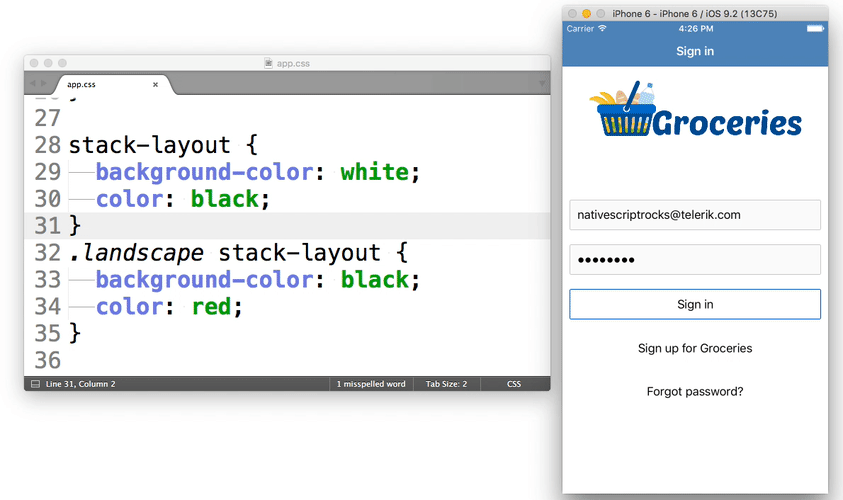 app.css
app.css ×
27
28 stack-layout {
29 background-color: white;
30 color: black;
31 }
32 .landscape stack-layout {
33 background-color: black;
34 color: red;
35 }
36
Line 31, Column 2 1 misspelled word Tab Size: 2 CSS
iPhone 6 - iPhone 6 / iOS 9.2 (13C75)
Carrier 4:26 PM
Sign in
Groceries
nativescriptrocks@telerik.com
●●●●●●●●
Sign in
Sign up for Groceries
Forgot password?